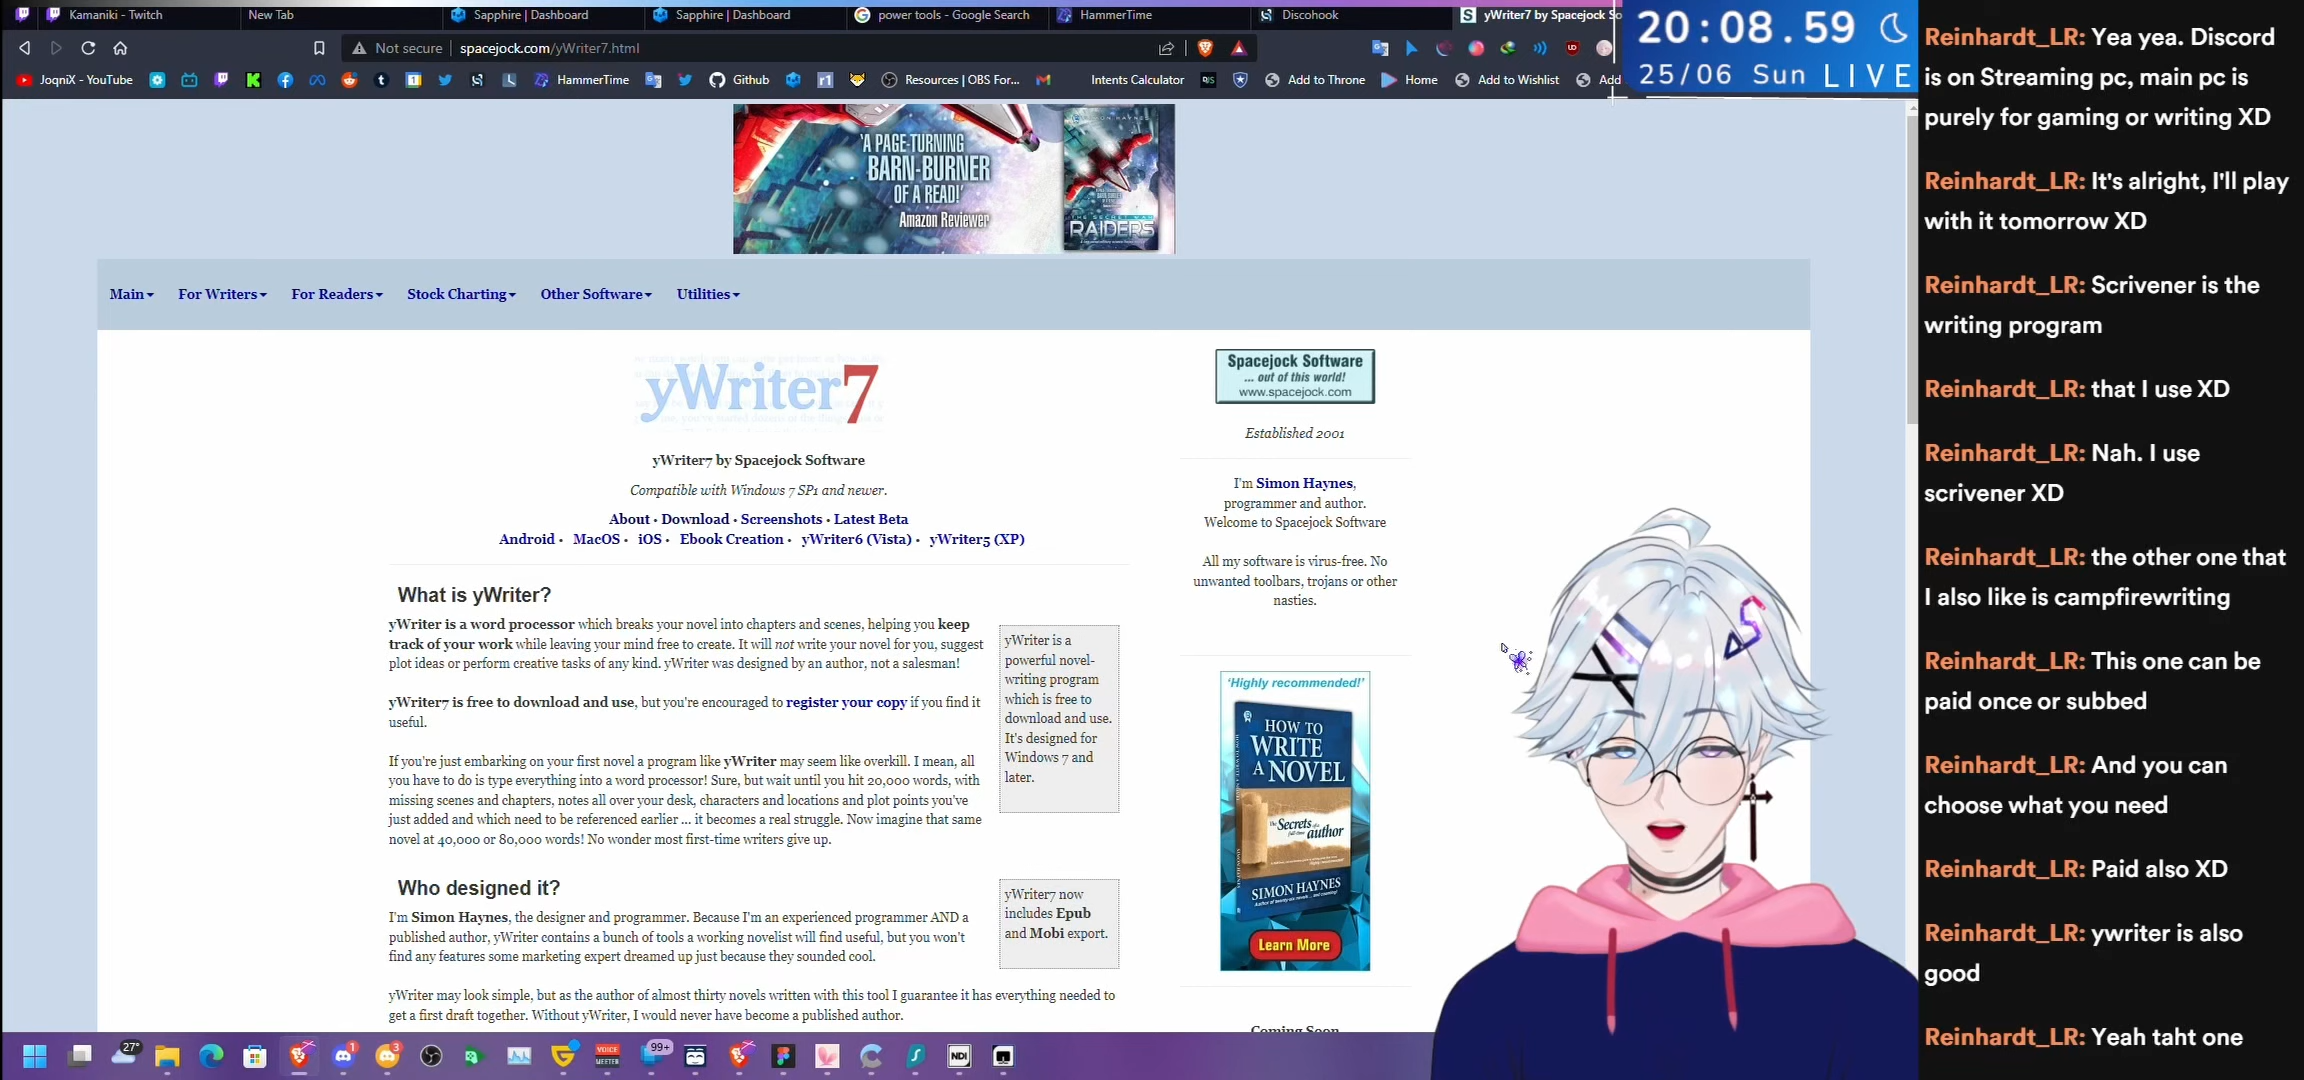 Kamaniki - Twitch
New Tab
Sapphire | Dashboard
Sapphire | Dashboard
power tools - Google Search
HammerTime
Discohook
yWriter7 by Spacejock So
Not secure
spacejock.com/yWriter7.html
JoqniX - YouTube
HammerTime
Github
Resources | OBS For...
Intents Calculator
Add to Throne
Home
Add to Wishlist
Add
20:08.59
25/06 Sun LIVE
'A PAGE-TURNING
BARN-BURNER
OF A READ!'
Amazon Reviewer
RAIDERS
Main
For Writers
For Readers
Stock Charting
Other Software
Utilities
yWriter7
yWriter7 by Spacejock Software
Compatible with Windows 7 SP1 and newer.
About • Download • Screenshots • Latest Beta
Android • MacOS • iOS • Ebook Creation • yWriter6 (Vista) • yWriter5 (XP)
What is yWriter?
yWriter is a word processor which breaks your novel into chapters and scenes, helping you keep
track of your work while leaving your mind free to create. It will not write your novel for you, suggest
plot ideas or perform creative tasks of any kind. yWriter was designed by an author, not a salesman!
yWriter7 is free to download and use, but you're encouraged to register your copy if you find it
useful.
If you're just embarking on your first novel a program like yWriter may seem like overkill. I mean, all
you have to do is type everything into a word processor! Sure, but wait until you hit 20,000 words, with
missing scenes and chapters, notes all over your desk, characters and locations and plot points you've
just added and which need to be referenced earlier ... it becomes a real struggle. Now imagine that same
novel at 40,000 or 80,000 words! No wonder most first-time writers give up.
yWriter is a
powerful novel-
writing program
which is free to
download and use.
It's designed for
Windows 7 and
later.
Who designed it?
I'm Simon Haynes, the designer and programmer. Because I'm an experienced programmer AND a
published author, yWriter contains a bunch of tools a working novelist will find useful, but you won't
find any features some marketing expert dreamed up just because they sounded cool.
yWriter7 now
includes Epub
and Mobi export.
yWriter may look simple, but as the author of almost thirty novels written with this tool I guarantee it has everything needed to
get a first draft together. Without yWriter, I would never have become a published author.
Spacejock Software
... out of this world!
www.spacejock.com
Established 2001
I'm Simon Haynes,
programmer and author.
Welcome to Spacejock Software
All my software is virus-free. No
unwanted toolbars, trojans or other
nasties.
'Highly recommended!'
HOW TO
WRITE
A NOVEL
The Secrets of a
full-time author
SIMON HAYNES
Learn More
Coming Soon
Reinhardt_LR: Yea yea. Discord
is on Streaming pc, main pc is
purely for gaming or writing XD
Reinhardt_LR: It's alright, I'll play
with it tomorrow XD
Reinhardt_LR: Scrivener is the
writing program
Reinhardt_LR: that I use XD
Reinhardt_LR: Nah. I use
scrivener XD
Reinhardt_LR: the other one that
I also like is campfirewriting
Reinhardt_LR: This one can be
paid once or subbed
Reinhardt_LR: And you can
choose what you need
Reinhardt_LR: Paid also XD
Reinhardt_LR: ywriter is also
good
Reinhardt_LR: Yeah taht one
27°
1
3
VOICE
MEETER
99+
NDI